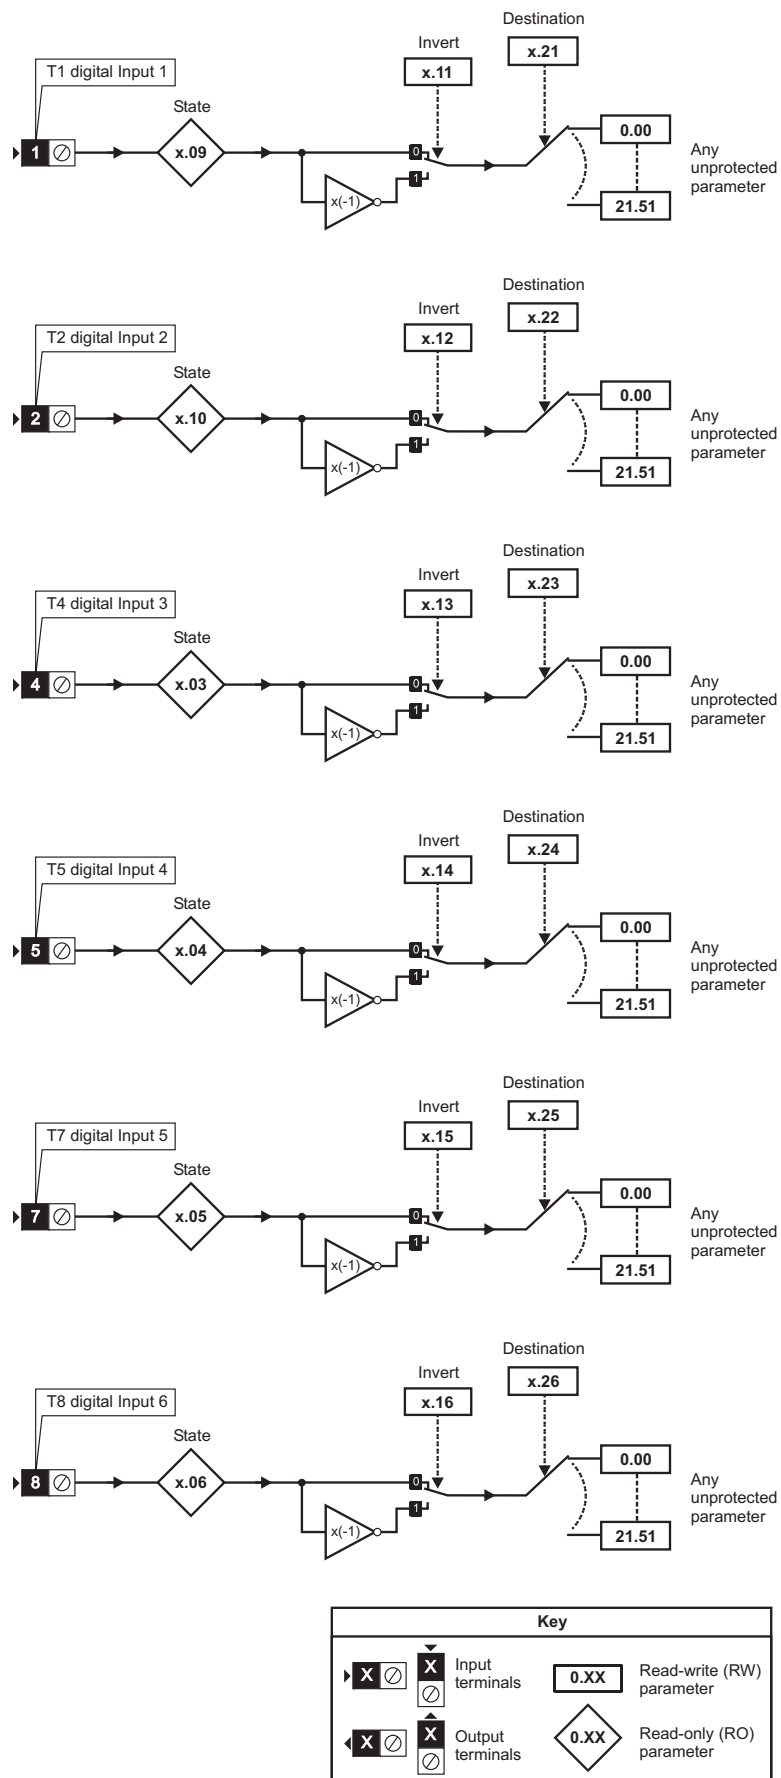 Destination
x.21
Invert
x.11
T1 digital Input 1
State
x.09
1
0
1
x(-1)
0.00
21.51
Any
unprotected
parameter
Destination
x.22
Invert
x.12
T2 digital Input 2
State
x.10
2
0
1
x(-1)
0.00
21.51
Any
unprotected
parameter
Destination
x.23
Invert
x.13
T4 digital Input 3
State
x.03
4
0
1
x(-1)
0.00
21.51
Any
unprotected
parameter
Destination
x.24
Invert
x.14
T5 digital Input 4
State
x.04
5
0
1
x(-1)
0.00
21.51
Any
unprotected
parameter
Destination
x.25
Invert
x.15
T7 digital Input 5
State
x.05
7
0
1
x(-1)
0.00
21.51
Any
unprotected
parameter
Destination
x.26
Invert
x.16
T8 digital Input 6
State
x.06
8
0
1
x(-1)
0.00
21.51
Any
unprotected
parameter
Key
X
X
Input
terminals
0.XX
Read-write (RW)
parameter
X
X
Output
terminals
0.XX
Read-only (RO)
parameter